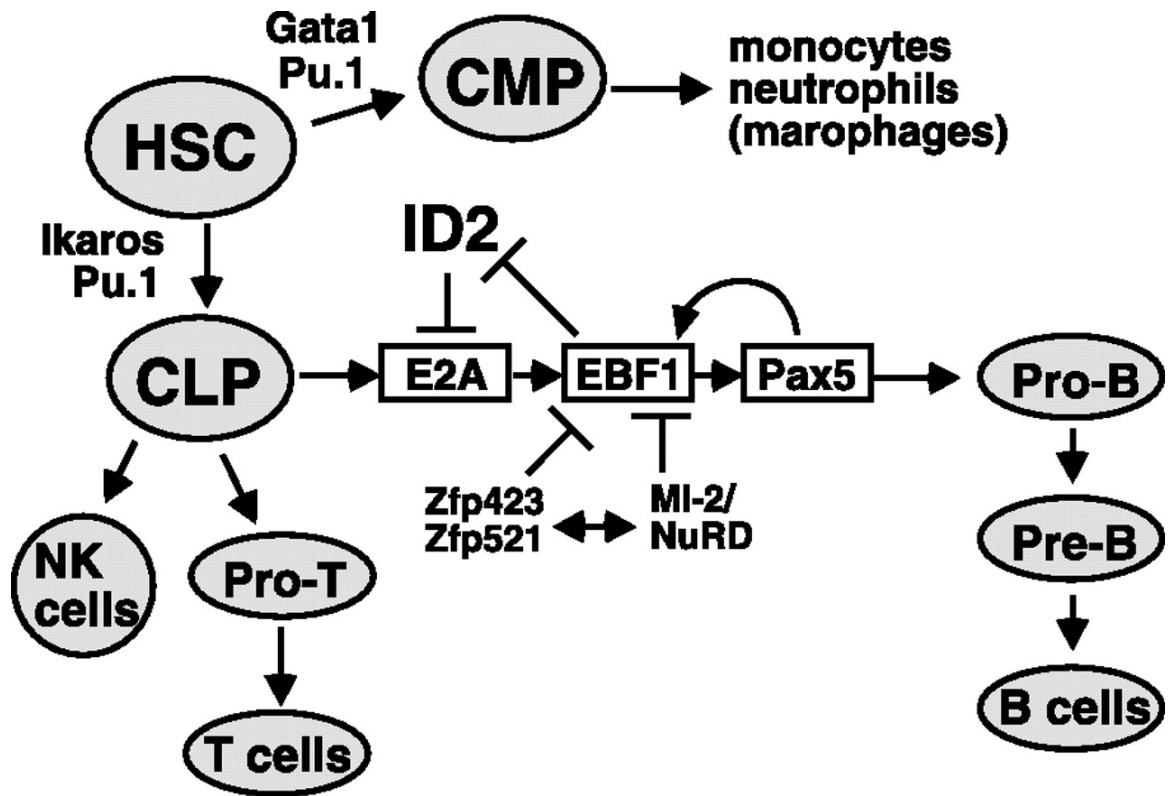 Gata1
Pu.1
CMP
monocytes
neutrophils
(marophages)
HSC
Ikaros
Pu.1
ID2
CLP
E2A
EBF1
Pax5
Pro-B
Zfp423
Zfp521
MI-2/
NuRD
Pre-B
NK
cells
Pro-T
T cells
B cells